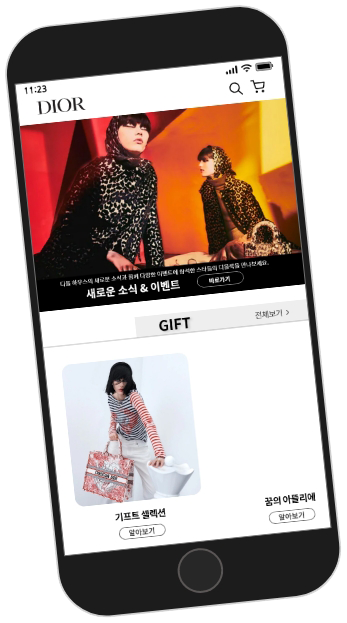 11:23
DIOR
디올 하우스의 새로운 소식과 함께 다양한 이벤트에 참석한 스타들의 디올룩을 만나보세요.
새로운 소식 & 이벤트
바로가기
GIFT
전체보기 >
기프트 셀렉션
알아보기
꿈의 아뜰리에
알아보기